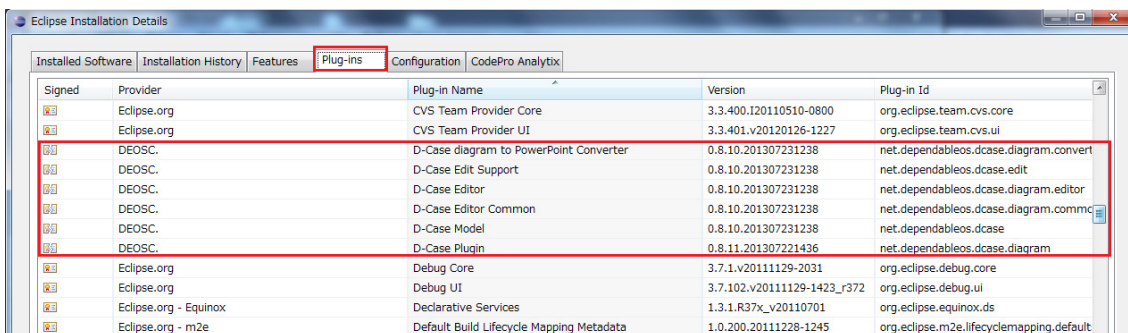 Eclipse Installation Details
Installed Software Installation History Features Plug-ins Configuration CodePro Analytix
Signed Provider Plug-in Name Version Plug-in Id
Eclipse.org CVS Team Provider Core 3.3.400.I20110510-0800 org.eclipse.team.cvs.core
Eclipse.org CVS Team Provider UI 3.3.401.v20120126-1227 org.eclipse.team.cvs.ui
DEOSC. D-Case diagram to PowerPoint Converter 0.8.10.201307231238 net.dependableos.dcase.diagram.convert
DEOSC. D-Case Edit Support 0.8.10.201307231238 net.dependableos.dcase.edit
DEOSC. D-Case Editor 0.8.10.201307231238 net.dependableos.dcase.diagram.editor
DEOSC. D-Case Editor Common 0.8.10.201307231238 net.dependableos.dcase.diagram.commo
DEOSC. D-Case Model 0.8.10.201307231238 net.dependableos.dcase
DEOSC. D-Case Plugin 0.8.11.201307221436 net.dependableos.dcase.diagram
Eclipse.org Debug Core 3.7.1.v20111129-2031 org.eclipse.debug.core
Eclipse.org Debug UI 3.7.102.v20111129-1423_r372 org.eclipse.debug.ui
Eclipse.org - Equinox Declarative Services 1.3.1.R37x_v20110701 org.eclipse.equinox.ds
Eclipse.org - m2e Default Build Lifecycle Mapping Metadata 1.0.200.20111228-1245 org.eclipse.m2e.lifecyclemapping.default